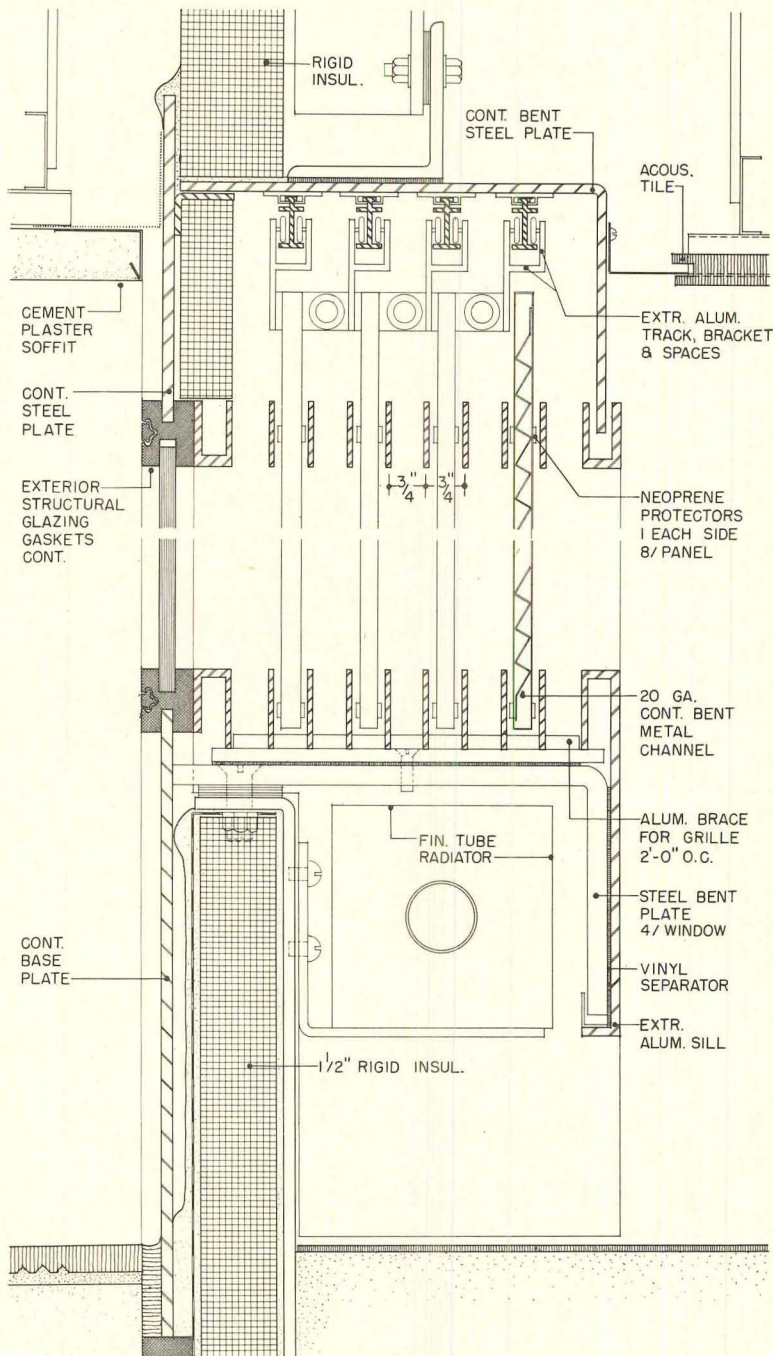 RIGID
INSUL.
CONT. BENT
STEEL PLATE
ACOUS.
TILE.
CEMENT
PLASTER
SOFFIT
EXTR. ALUM.
TRACK, BRACKET
& SPACES
CONT.
STEEL
PLATE
EXTERIOR
STRUCTURAL
GLAZING
GASKETS
CONT.
3/4" 3/4"
NEOPRENE
PROTECTORS
1 EACH SIDE
8/ PANEL
20 GA.
CONT. BENT
METAL
CHANNEL
FIN. TUBE
RADIATOR
ALUM. BRACE
FOR GRILLE
2'-0" O.C.
STEEL BENT
PLATE
4/ WINDOW
CONT.
BASE
PLATE
VINYL
SEPARATOR
EXTR.
ALUM. SILL
1 1/2" RIGID INSUL.